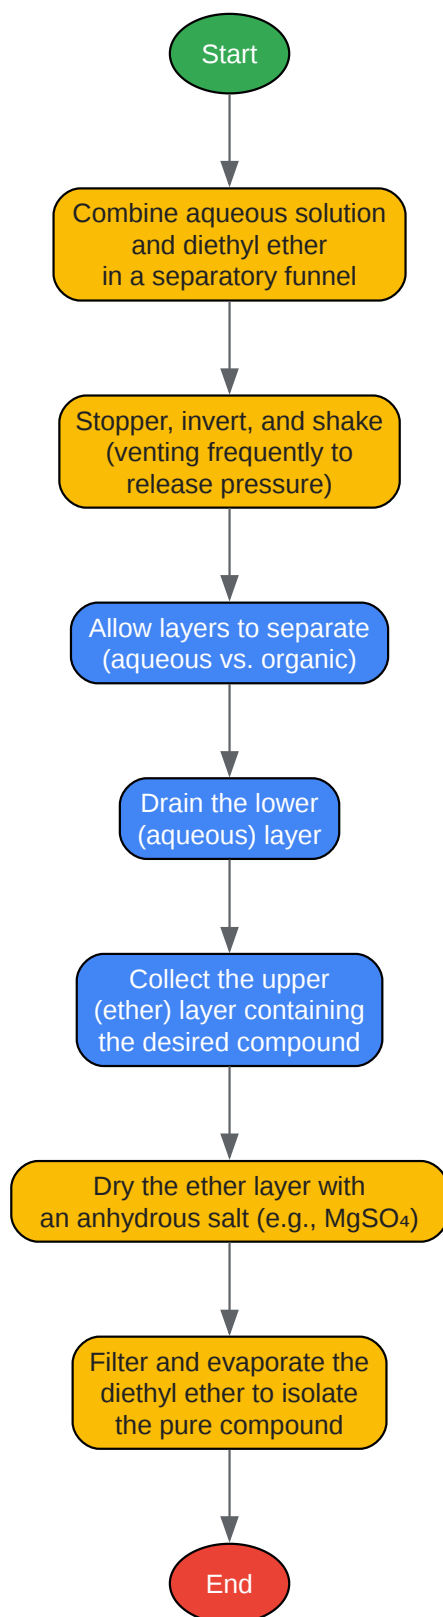 Start
Combine aqueous solution
and diethyl ether
in a separatory funnel
Stopper, invert, and shake
(venting frequently to
release pressure)
Allow layers to separate
(aqueous vs. organic)
Drain the lower
(aqueous) layer
Collect the upper
(ether) layer containing
the desired compound
Dry the ether layer with
an anhydrous salt (e.g., MgSO₄)
Filter and evaporate the
diethyl ether to isolate
the pure compound
End